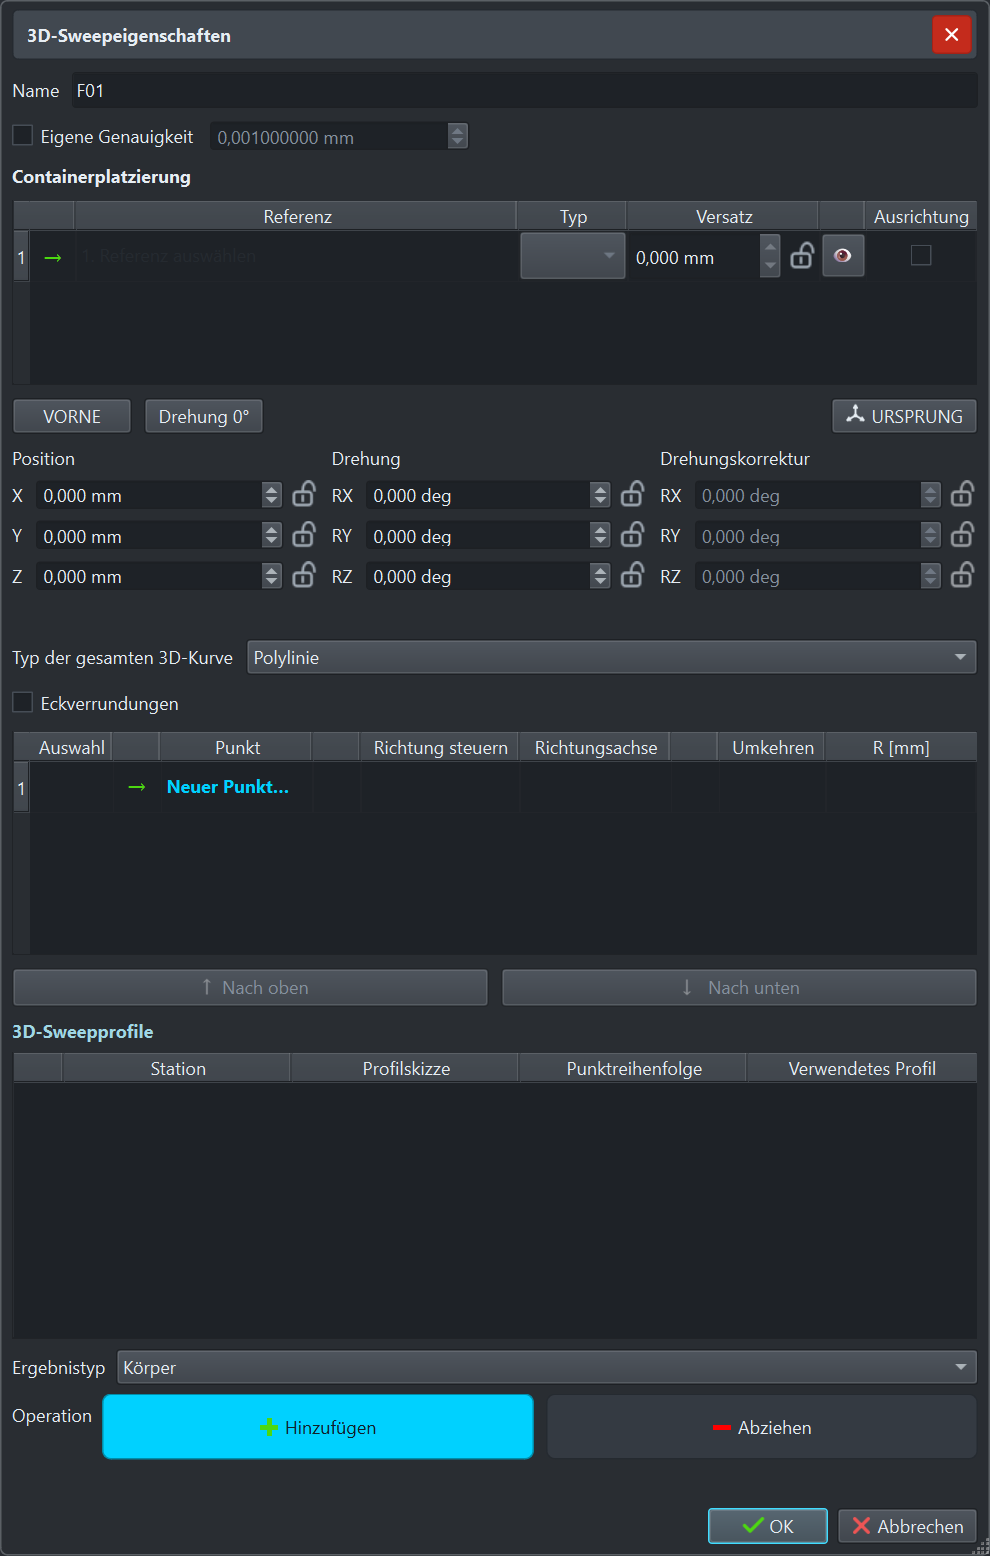 3D-Sweepeigenschaften
Name F01
Eigene Genauigkeit 0,001000000 mm
Containerplatzierung
Referenz Typ Versatz Ausrichtung
1 → 1. Referenz auswählen 0,000 mm
VORNE Drehung 0° URSPRUNG
Position Drehung Drehungskorrektur
X 0,000 mm RX 0,000 deg RX 0,000 deg
Y 0,000 mm RY 0,000 deg RY 0,000 deg
Z 0,000 mm RZ 0,000 deg RZ 0,000 deg
Typ der gesamten 3D-Kurve Polylinie
Eckverrundungen
Auswahl Punkt Richtung steuern Richtungsachse Umkehren R [mm]
1 → Neuer Punkt...
↑ Nach oben ↓ Nach unten
3D-Sweepprofile
Station Profilskizze Punktreihenfolge Verwendetes Profil
Ergebnistyp Körper
Operation Hinzufügen Abziehen
OK Abbrechen